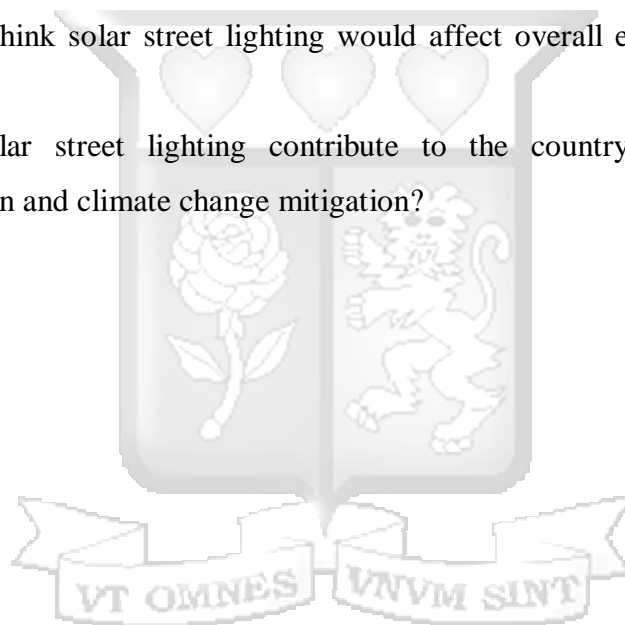 hink solar street lighting would affect overall e
lar street lighting contribute to the country
n and climate change mitigation?
VT OMNES VNVM SINT